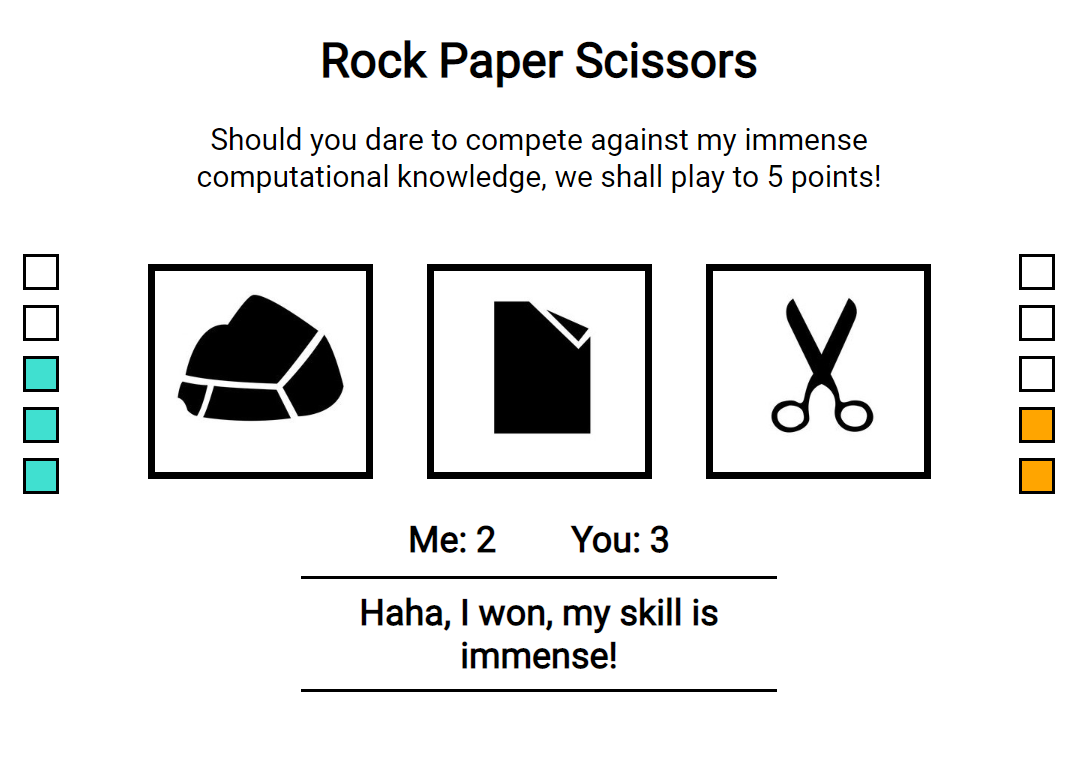 Rock Paper Scissors
Should you dare to compete against my immense
computational knowledge, we shall play to 5 points!
Me: 2 You: 3
Haha, I won, my skill is
immense!